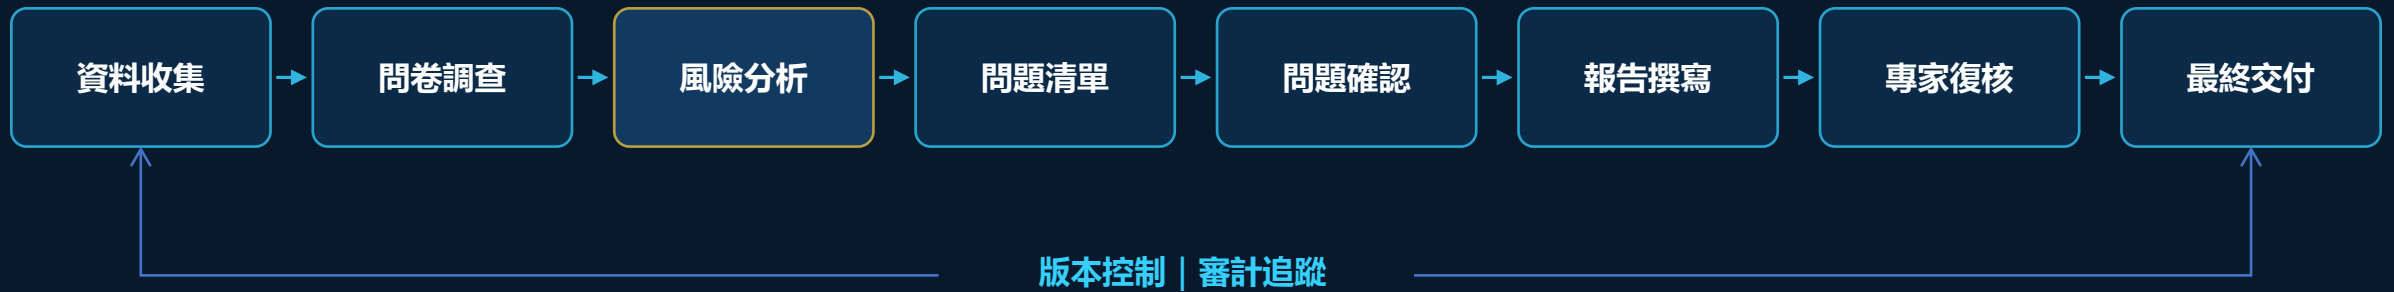 資料收集
問卷調查
風險分析
問題清單
問題確認
報告撰寫
專家復核
最終交付
版本控制｜審計追蹤